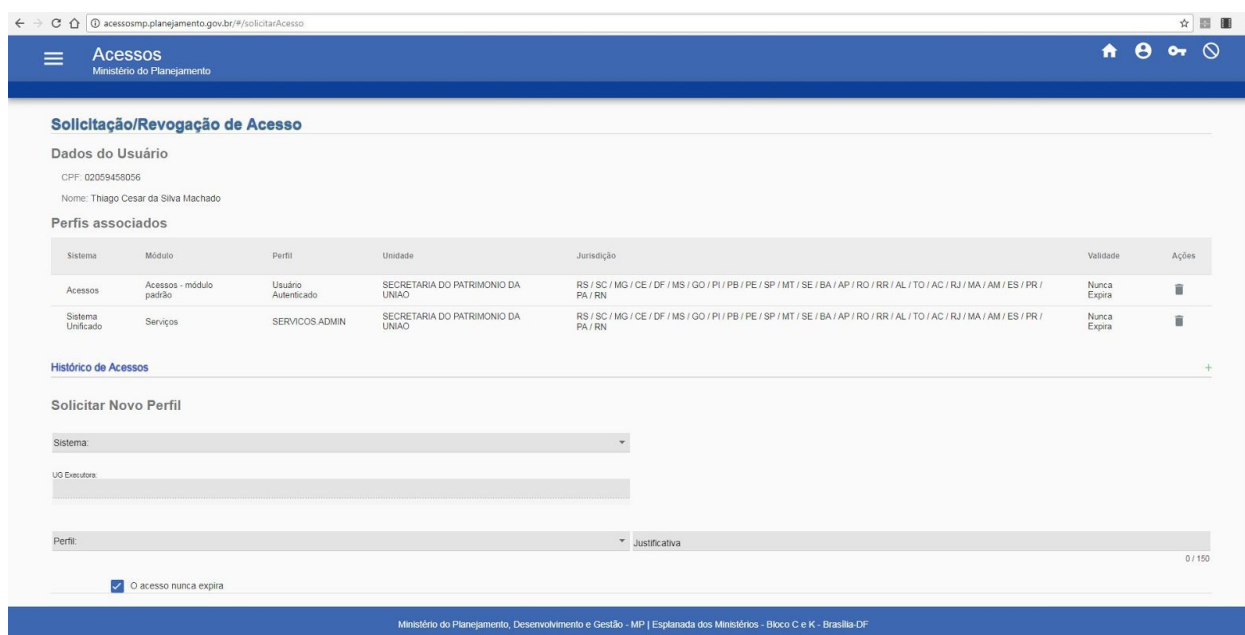 acessosmp.planejamento.gov.br/#/solicitarAcesso
Acessos
Ministério do Planejamento
Solicitação/Revogação de Acesso
Dados do Usuário
CPF: 02059458056
Nome: Thiago Cesar da Silva Machado
Perfis associados
Sistema Módulo Perfil Unidade Jurisdição Validade Ações
Acessos Acessos - módulo padrão Usuário Autenticado SECRETARIA DO PATRIMONIO DA UNIAO RS / SC / MG / CE / DF / MS / GO / PI / PB / PE / SP / MT / SE / BA / AP / RO / RR / AL / TO / AC / RJ / MA / AM / ES / PR / PA / RN Nunca Expira
Sistema Unificado Serviços SERVICOS.ADMIN SECRETARIA DO PATRIMONIO DA UNIAO RS / SC / MG / CE / DF / MS / GO / PI / PB / PE / SP / MT / SE / BA / AP / RO / RR / AL / TO / AC / RJ / MA / AM / ES / PR / PA / RN Nunca Expira
Histórico de Acessos +
Solicitar Novo Perfil
Sistema:
UG Executora:
Perfil: Justificativa
0 / 150
O acesso nunca expira
Ministério do Planejamento, Desenvolvimento e Gestão - MP | Esplanada dos Ministérios - Bloco C e K - Brasília-DF